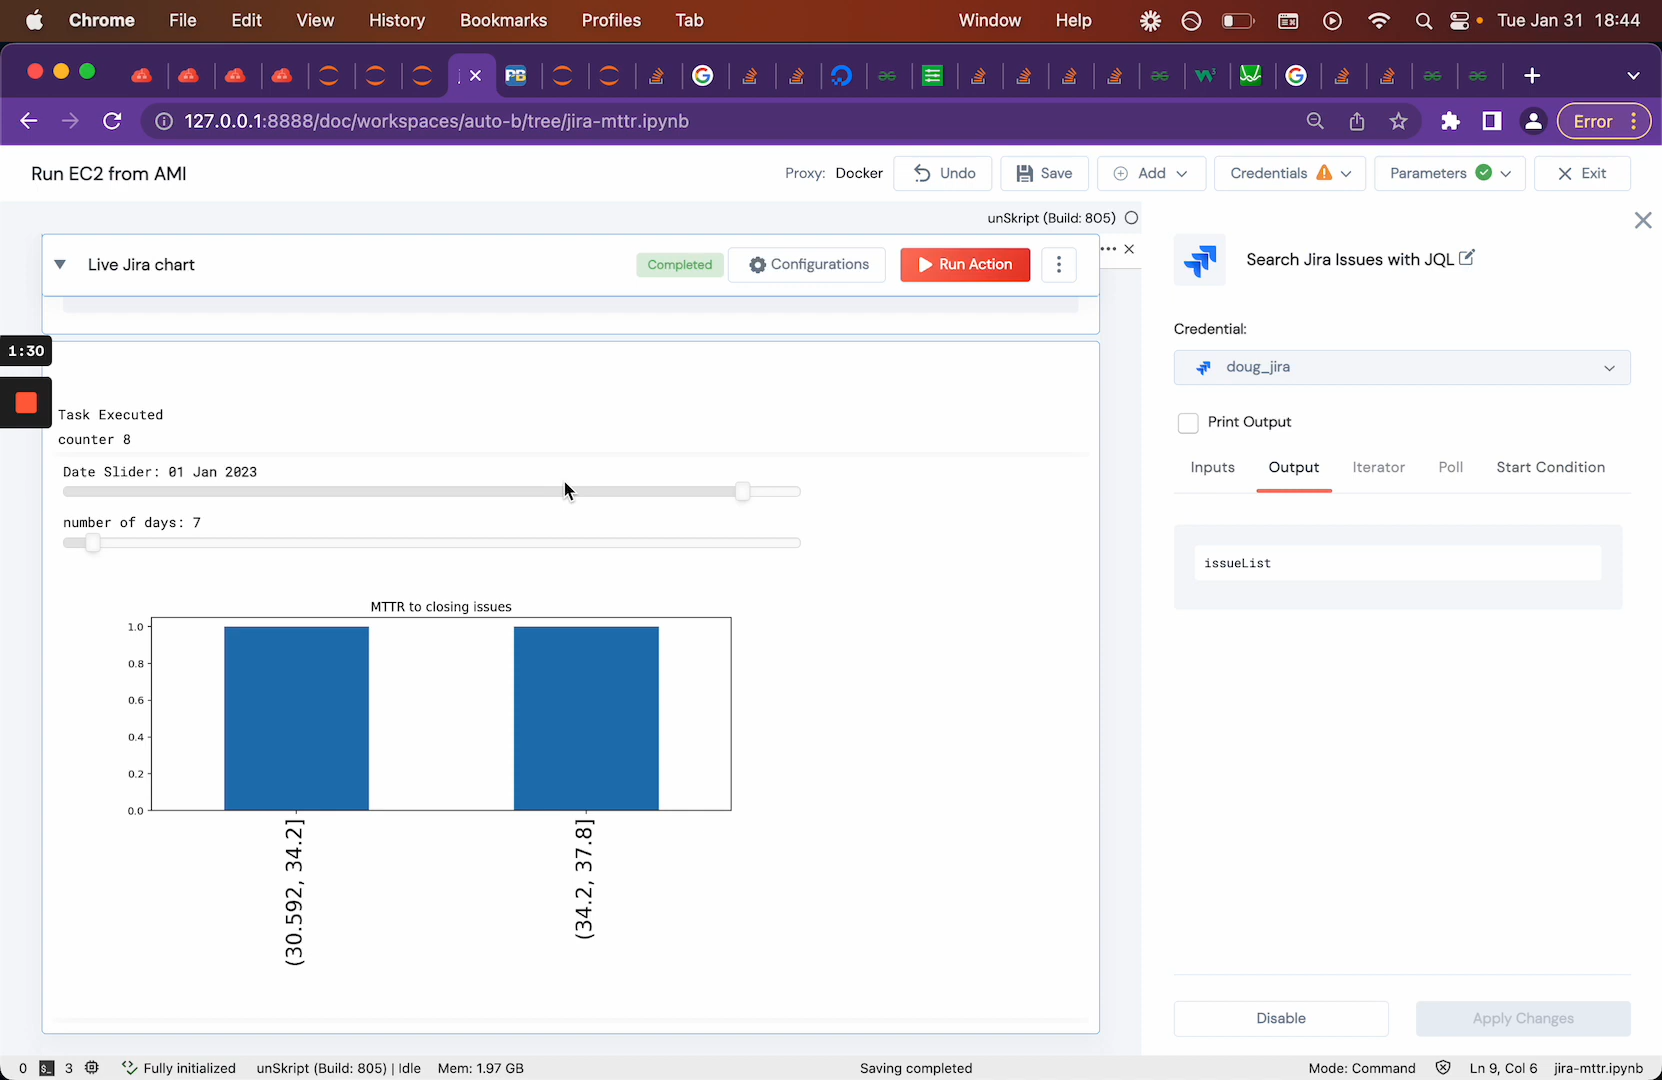 Chrome File Edit View History Bookmarks Profiles Tab Window Help Tue Jan 31 18:44
127.0.0.1:8888/doc/workspaces/auto-b/tree/jira-mttr.ipynb Error
Run EC2 from AMI Proxy: Docker Undo Save Add Credentials Parameters Exit
unSkript (Build: 805)
Live Jira chart Completed Configurations Run Action
Search Jira Issues with JQL
Credential:
1:30
doug_jira
Task Executed
counter 8
Print Output
Date Slider: 01 Jan 2023
Inputs Output Iterator Poll Start Condition
number of days: 7
issueList
MTTR to closing issues
1.0
0.8
0.6
0.4
0.2
0.0
(30.592, 34.2]
(34.2, 37.8]
Disable Apply Changes
0 3 Fully initialized unSkript (Build: 805) | Idle Mem: 1.97 GB Saving completed Mode: Command Ln 9, Col 6 jira-mttr.ipynb